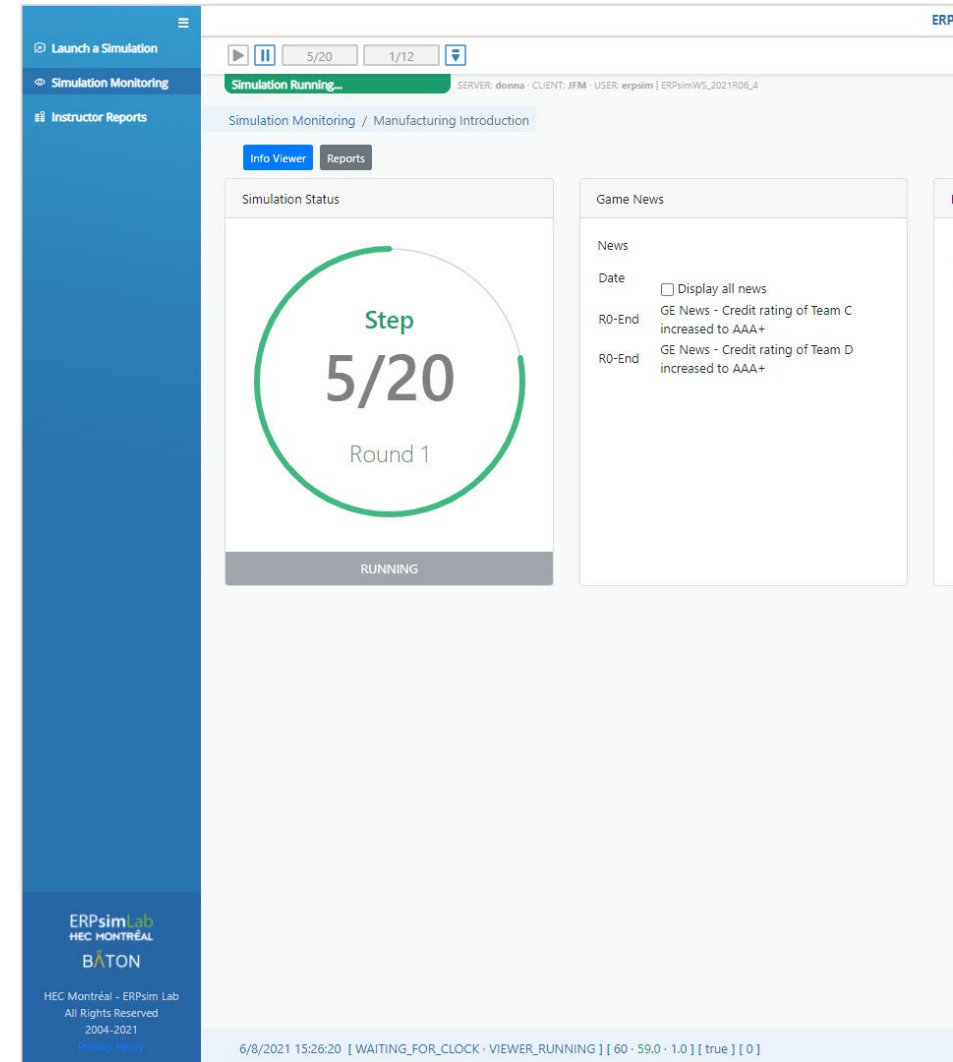 ERP
Launch a Simulation
Simulation Monitoring
Instructor Reports
5/20 1/12
Simulation Running...
SERVER: donna · CLIENT: JFM · USER: erpsim | ERPsimWS_2021R06_4
Simulation Monitoring / Manufacturing Introduction
Info Viewer Reports
Simulation Status
Step
5/20
Round 1
RUNNING
Game News
News
Date
Display all news
R0-End GE News - Credit rating of Team C
increased to AAA+
R0-End GE News - Credit rating of Team D
increased to AAA+
ERPsimLab
HEC MONTRÉAL
BÂTON
HEC Montréal - ERPsim Lab
All Rights Reserved
2004-2021
Privacy Policy
6/8/2021 15:26:20 [ WAITING_FOR_CLOCK · VIEWER_RUNNING ] [ 60 · 59.0 · 1.0 ] [ true ] [ 0 ]